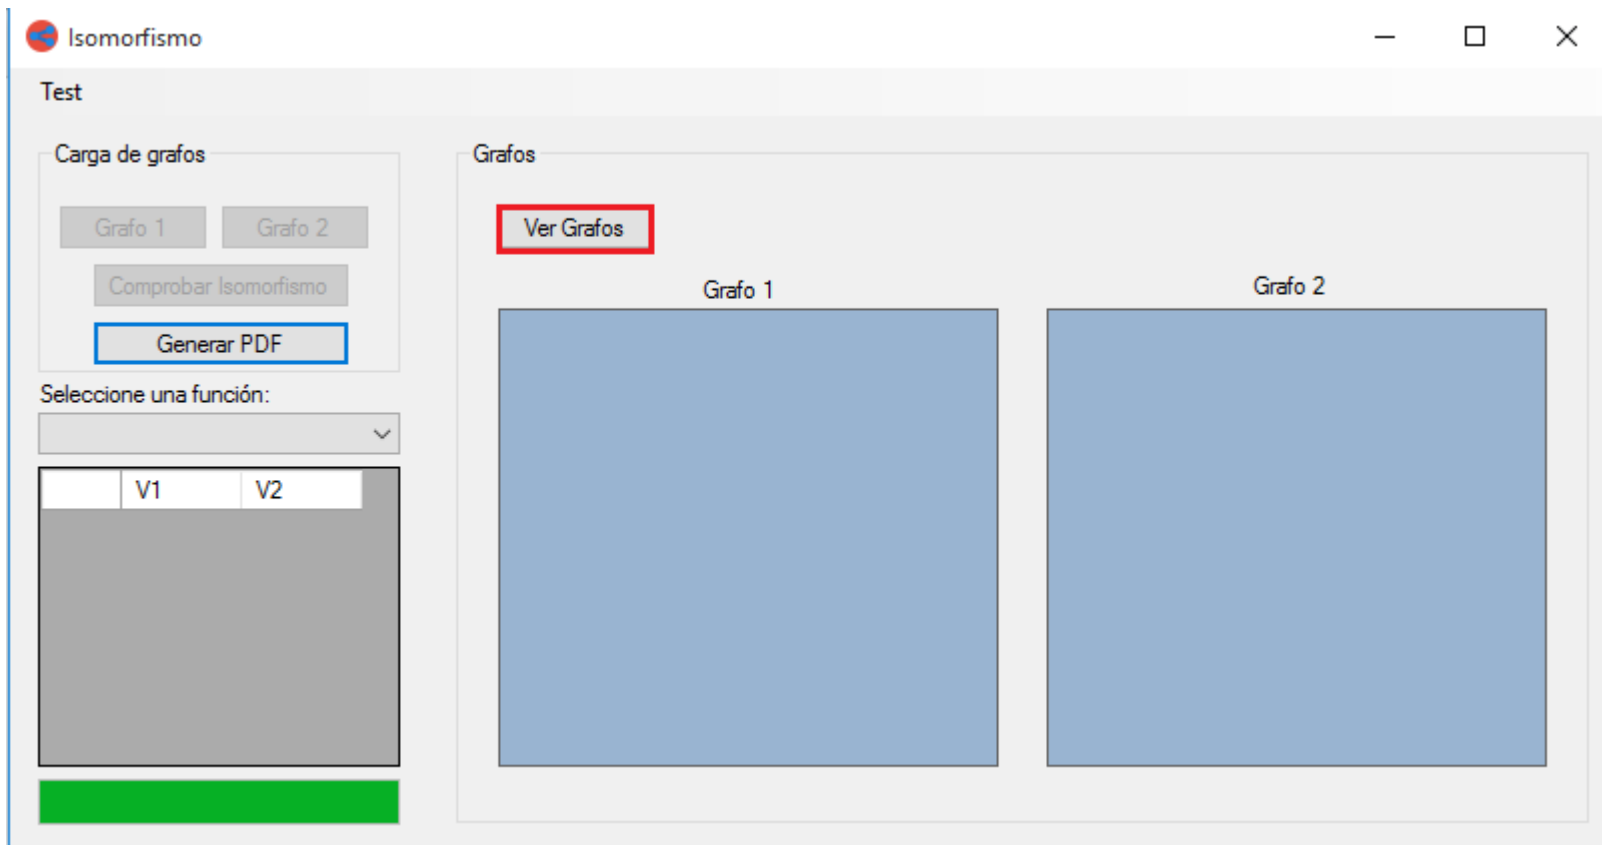 Isomorfismo
Test
Carga de grafos
Grafo 1
Grafo 2
Comprobar Isomorfismo
Generar PDF
Seleccione una función:
V1
V2
Grafos
Ver Grafos
Grafo 1
Grafo 2